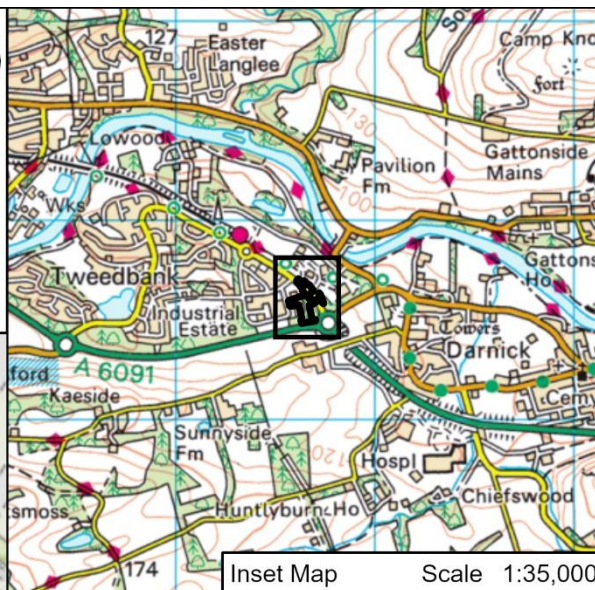 127
Easter
Langlee
Camp Kno
fort
130
Lowood
Pavilion
Fm
Gattonside
Mains
100
Wks
Tweedbank
Gattons
Ho
Industrial
Estate
Towers
Darnick
ford
A 6091
Kaeside
Cemy
Sunnyside
Fm
Hospl
120
smoss
Huntlyburn Ho
Chiefswood
174
Inset Map Scale 1:35,000